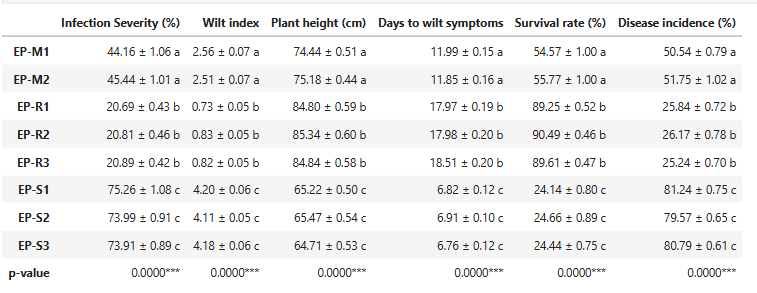 Infection Severity (%) Wilt index Plant height (cm) Days to wilt symptoms Survival rate (%) Disease incidence (%)
EP-M1 44.16 ± 1.06 a 2.56 ± 0.07 a 74.44 ± 0.51 a 11.99 ± 0.15 a 54.57 ± 1.00 a 50.54 ± 0.79 a
EP-M2 45.44 ± 1.01 a 2.51 ± 0.07 a 75.18 ± 0.44 a 11.85 ± 0.16 a 55.77 ± 1.00 a 51.75 ± 1.02 a
EP-R1 20.69 ± 0.43 b 0.73 ± 0.05 b 84.80 ± 0.59 b 17.97 ± 0.19 b 89.25 ± 0.52 b 25.84 ± 0.72 b
EP-R2 20.81 ± 0.46 b 0.83 ± 0.05 b 85.34 ± 0.60 b 17.98 ± 0.20 b 90.49 ± 0.46 b 26.17 ± 0.78 b
EP-R3 20.89 ± 0.42 b 0.82 ± 0.05 b 84.84 ± 0.58 b 18.51 ± 0.20 b 89.61 ± 0.47 b 25.24 ± 0.70 b
EP-S1 75.26 ± 1.08 c 4.20 ± 0.06 c 65.22 ± 0.50 c 6.82 ± 0.12 c 24.14 ± 0.80 c 81.24 ± 0.75 c
EP-S2 73.99 ± 0.91 c 4.11 ± 0.05 c 65.47 ± 0.54 c 6.91 ± 0.10 c 24.66 ± 0.89 c 79.57 ± 0.65 c
EP-S3 73.91 ± 0.89 c 4.18 ± 0.06 c 64.71 ± 0.53 c 6.76 ± 0.12 c 24.44 ± 0.75 c 80.79 ± 0.61 c
p-value 0.0000*** 0.0000*** 0.0000*** 0.0000*** 0.0000*** 0.0000***